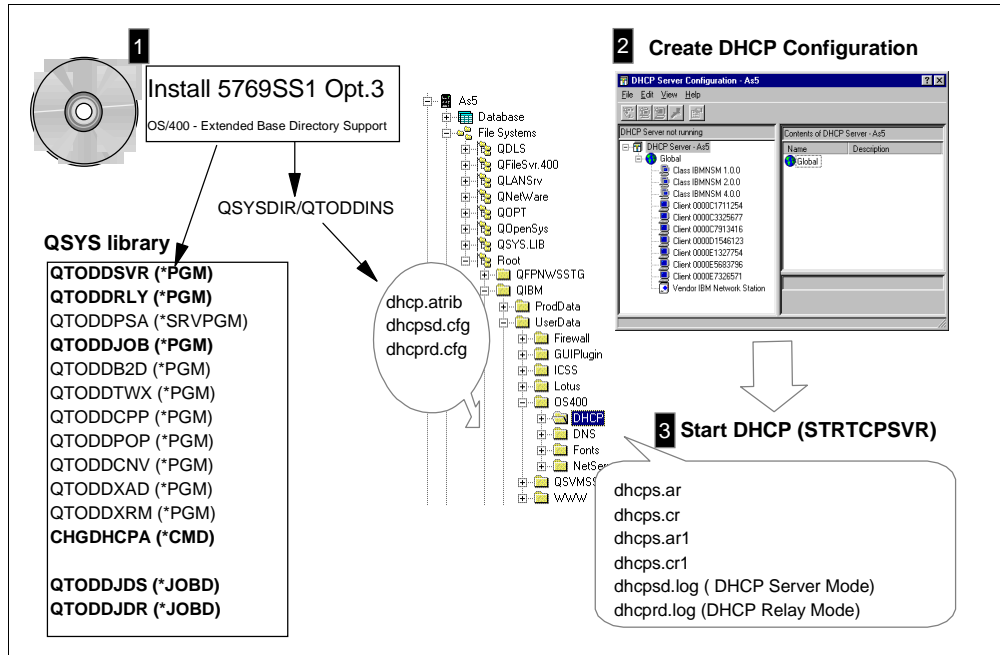 1
Install 5769SS1 Opt.3
OS/400 - Extended Base Directory Support
QSYSDIR/QTODDINS
QSYS library
QTODDSVR (*PGM)
QTODDRLY (*PGM)
QTODDPSA (*SRVPGM)
QTODDJOB (*PGM)
QTODDB2D (*PGM)
QTODDTWX (*PGM)
QTODDCPP (*PGM)
QTODDPOP (*PGM)
QTODDCNV (*PGM)
QTODDXAD (*PGM)
QTODDXRM (*PGM)
CHGDHCPA (*CMD)
QTODDJDS (*JOBD)
QTODDJDR (*JOBD)
dhcp.atrib
dhcpsd.cfg
dhcprd.cfg
As5
Database
File Systems
QDLS
QFileSvr.400
QLANSrv
QNetWare
QOPT
QOpenSys
QSYS.LIB
Root
QFPNWSSTG
QIBM
ProdData
UserData
Firewall
GUIPlugin
ICSS
Lotus
OS400
DHCP
DNS
Fonts
NetSer
QSVMSS
WWW
2 Create DHCP Configuration
DHCP Server Configuration - As5
File Edit View Help
DHCP Server not running
DHCP Server - As5
Global
Class IBMNSM 1.0.0
Class IBMNSM 2.0.0
Class IBMNSM 4.0.0
Client 0000C1711254
Client 0000C3325677
Client 0000C7913416
Client 0000D1546123
Client 0000E1327754
Client 0000E5683796
Client 0000E7326571
Vendor IBM Network Station
Contents of DHCP Server - As5
Name Description
Global
3 Start DHCP (STRTCPSVR)
dhcps.ar
dhcps.cr
dhcps.ar1
dhcps.cr1
dhcpsd.log ( DHCP Server Mode)
dhcprd.log (DHCP Relay Mode)